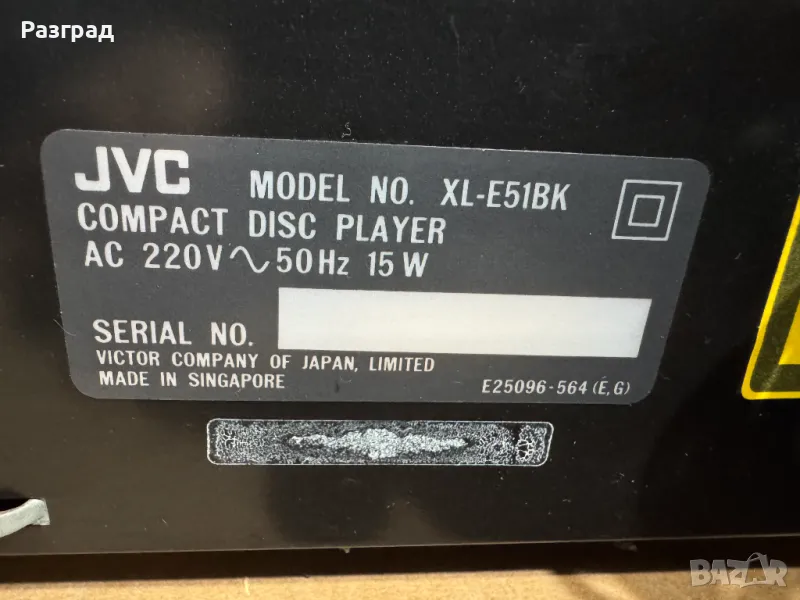 Разград
JVC MODEL NO. XL-E51BK
COMPACT DISC PLAYER
AC 220V ~ 50Hz 15W
SERIAL NO.
VICTOR COMPANY OF JAPAN, LIMITED
MADE IN SINGAPORE E25096-564 (E, G)
BAZAR